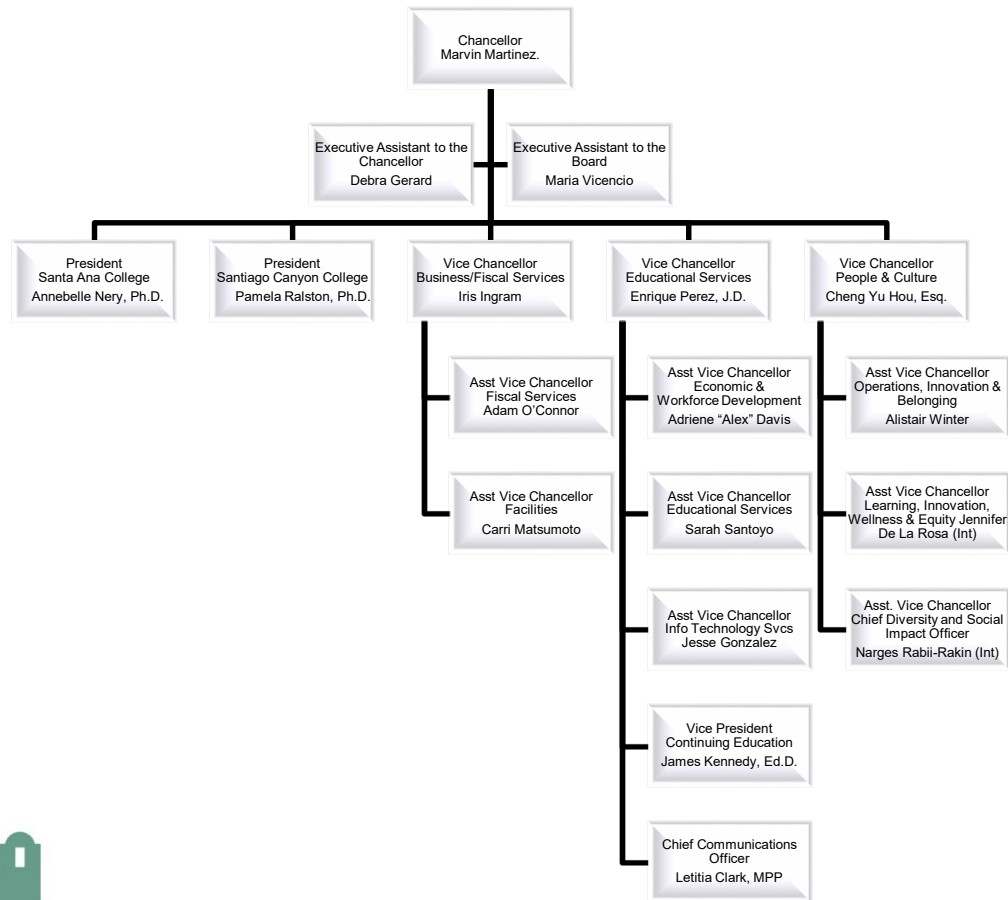 Chancellor
Marvin Martinez.
Executive Assistant to the
Chancellor
Debra Gerard
Executive Assistant to the
Board
Maria Vicencio
President
Santa Ana College
Annebelle Nery, Ph.D.
President
Santiago Canyon College
Pamela Ralston, Ph.D.
Vice Chancellor
Business/Fiscal Services
Iris Ingram
Vice Chancellor
Educational Services
Enrique Perez, J.D.
Vice Chancellor
People & Culture
Cheng Yu Hou, Esq.
Asst Vice Chancellor
Fiscal Services
Adam O'Connor
Asst Vice Chancellor
Facilities
Carri Matsumoto
Asst Vice Chancellor
Economic &
Workforce Development
Adriene “Alex” Davis
Asst Vice Chancellor
Educational Services
Sarah Santoyo
Asst Vice Chancellor
Info Technology Svcs
Jesse Gonzalez
Vice President
Continuing Education
James Kennedy, Ed.D.
Chief Communications
Officer
Letitia Clark, MPP
Asst Vice Chancellor
Operations, Innovation &
Belonging
Alistair Winter
Asst Vice Chancellor
Learning, Innovation,
Wellness & Equity Jennifer
De La Rosa (Int)
Asst. Vice Chancellor
Chief Diversity and Social
Impact Officer
Narges Rabii-Rakin (Int)